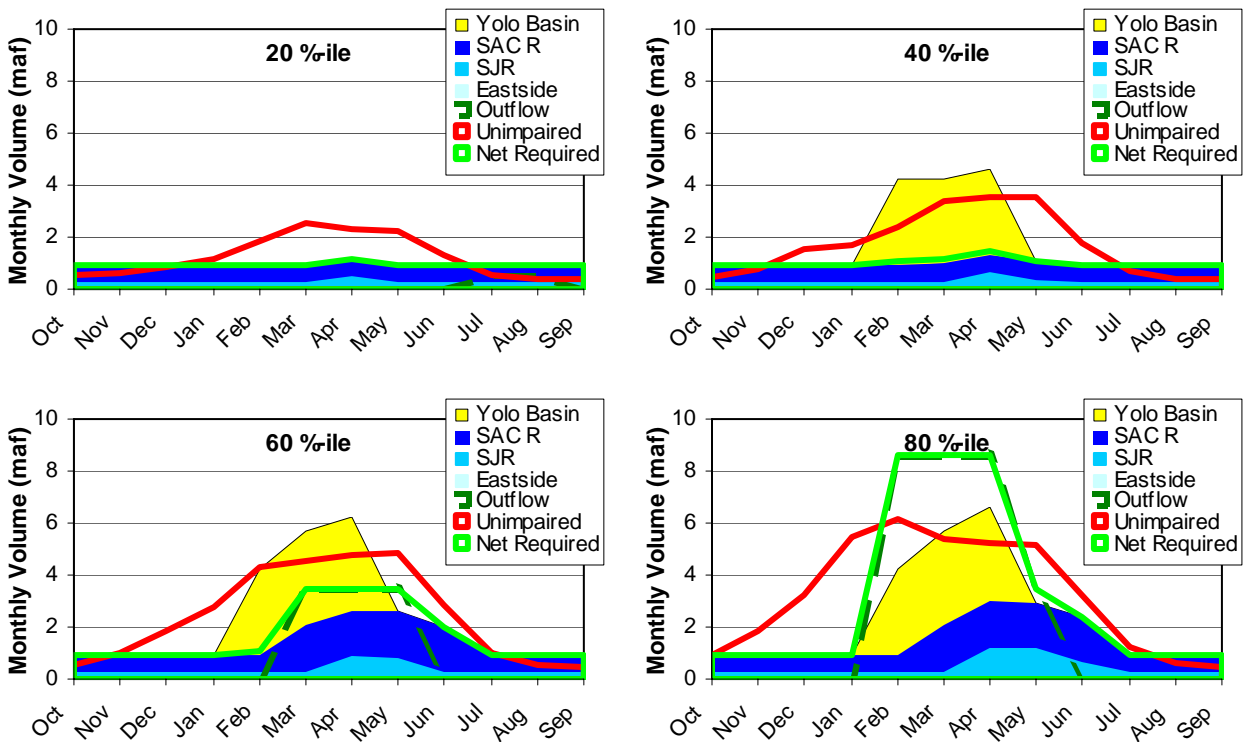 20 %-ile
Monthly Volume (maf)
10
8
6
4
2
0
Oct
Nov
Dec
Jan
Feb
Mar
Apr
May
Jun
Jul
Aug
Sep
Yolo Basin
SAC R
SJR
Eastside
Outflow
Unimpaired
Net Required
40 %-ile
Monthly Volume (maf)
10
8
6
4
2
0
Oct
Nov
Dec
Jan
Feb
Mar
Apr
May
Jun
Jul
Aug
Sep
Yolo Basin
SAC R
SJR
Eastside
Outflow
Unimpaired
Net Required
60 %-ile
Monthly Volume (maf)
10
8
6
4
2
0
Oct
Nov
Dec
Jan
Feb
Mar
Apr
May
Jun
Jul
Aug
Sep
Yolo Basin
SAC R
SJR
Eastside
Outflow
Unimpaired
Net Required
80 %-ile
Monthly Volume (maf)
10
8
6
4
2
0
Oct
Nov
Dec
Jan
Feb
Mar
Apr
May
Jun
Jul
Aug
Sep
Yolo Basin
SAC R
SJR
Eastside
Outflow
Unimpaired
Net Required